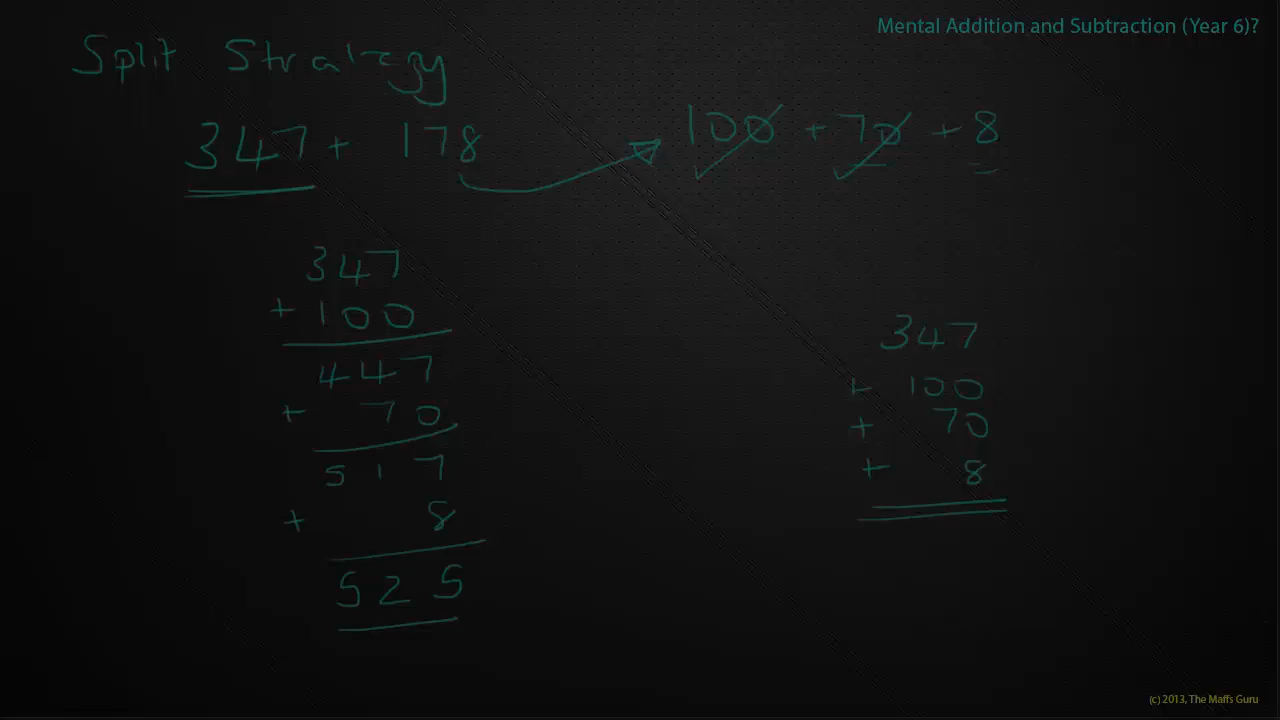 Mental Addition and Subtraction (Year 6)?
Split Strategy
347 + 178
100 + 70 + 8
347
+ 100
447
+ 70
517
+ 8
525
347
+ 100
+ 70
+ 8
(c) 2013, The Maffs Guru